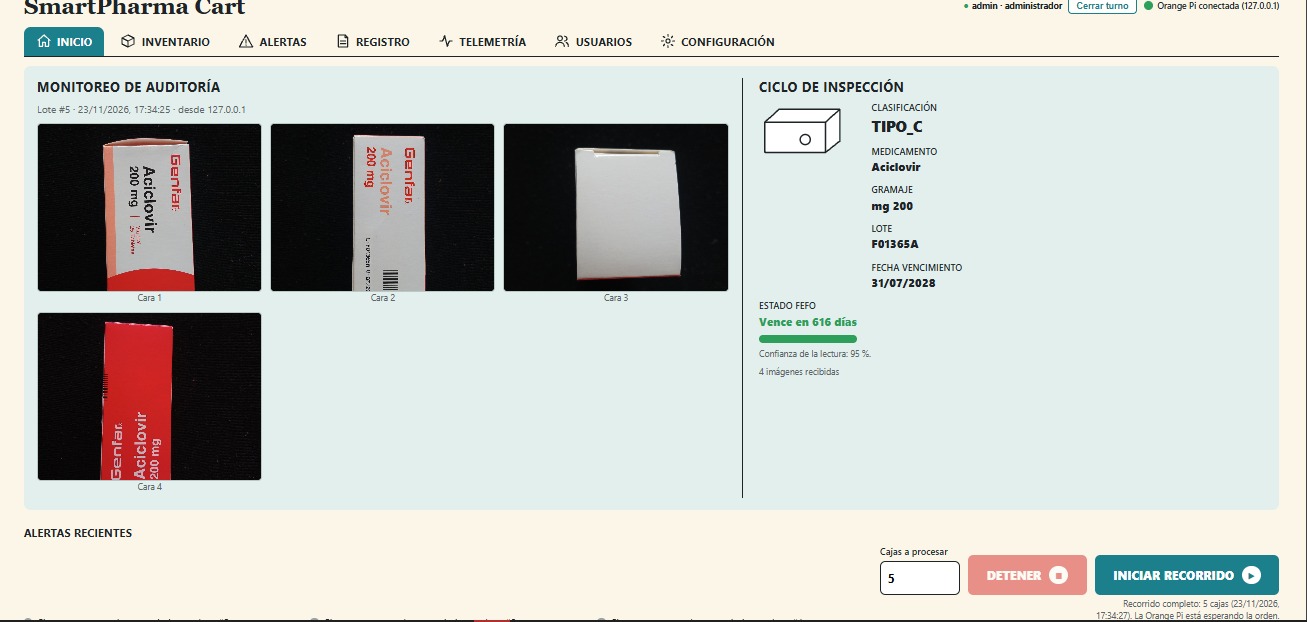 SmartPharma Cart
admin · administrador
Cerrar turno
Orange Pi conectada (127.0.0.1)
INICIO
INVENTARIO
ALERTAS
REGISTRO
TELEMETRÍA
USUARIOS
CONFIGURACIÓN
MONITOREO DE AUDITORÍA
Lote #5 · 23/11/2026, 17:34:25 · desde 127.0.0.1
Genfar
Aciclovir
200 mg
Cara 1
Genfar
Aciclovir
200 mg
Cara 2
Cara 3
Genfar
Aciclovir
200 mg
Cara 4
CICLO DE INSPECCIÓN
CLASIFICACIÓN
TIPO_C
MEDICAMENTO
Aciclovir
GRAMAJE
mg 200
LOTE
F01365A
FECHA VENCIMIENTO
31/07/2028
ESTADO FEFO
Vence en 616 días
Confianza de la lectura: 95 %.
4 imágenes recibidas
ALERTAS RECIENTES
Cajas a procesar
5
DETENER
INICIAR RECORRIDO
Recorrido completo: 5 cajas (23/11/2026,
17:34:27). La Orange Pi está esperando la orden.